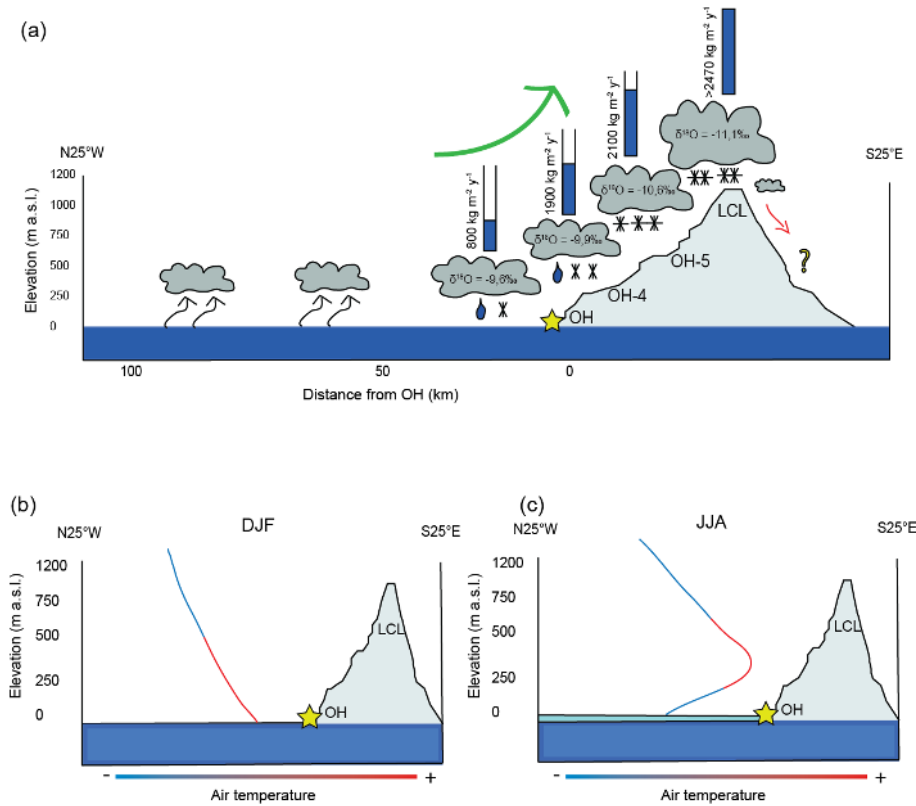 (a)
N25°W
S25°E
Elevation (m a.s.l.)
1200
1000
750
500
250
0
800 kg m-2 y-1
1900 kg m-2 y-1
2100 kg m-2 y-1
>2470 kg m-2 y-1
δ18O = -9,6‰
δ18O = -9,9‰
δ18O = -10,6‰
δ18O = -11,1‰
LCL
OH-5
OH-4
OH
?
100
50
0
Distance from OH (km)
(b)
N25°W
DJF
S25°E
Elevation (m a.s.l.)
1200
750
500
250
0
LCL
OH
-
+
Air temperature
(c)
N25°W
JJA
S25°E
Elevation (m a.s.l.)
1200
750
500
250
0
LCL
OH
-
+
Air temperature